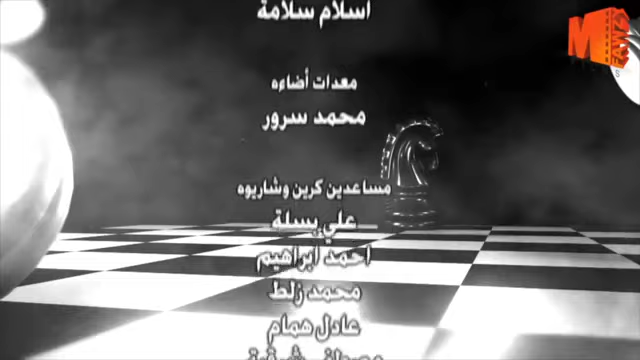 اسلام سلامة
معدات أضاءه
محمد سرور
مساعدين كرين وشاريوه
علي بسلة
احمد ابراهيم
محمد زلط
عادل همام